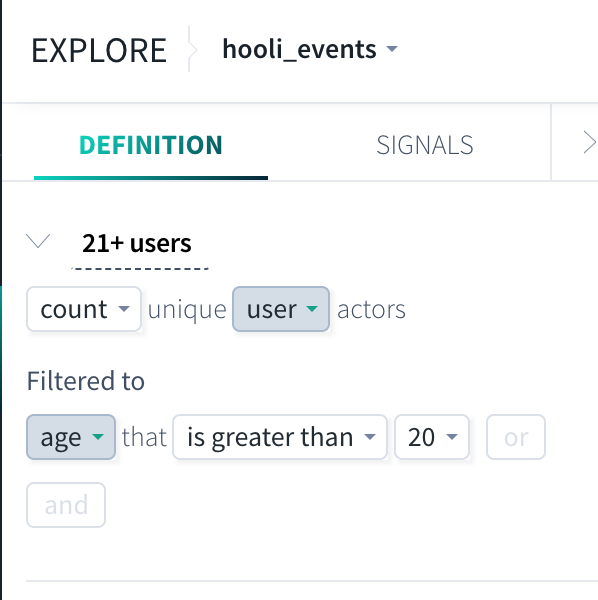 EXPLORE hooli_events
DEFINITION SIGNALS
21+ users
count unique user actors
Filtered to
age that is greater than 20 or
and